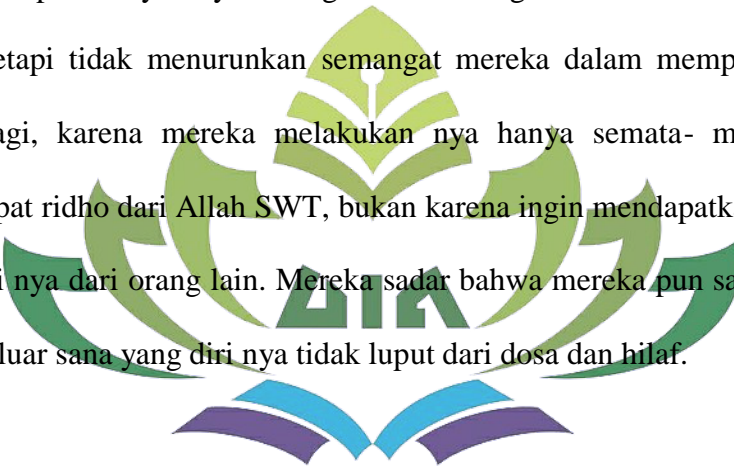 etapi tidak menurunkan semangat mereka dalam memp
agi, karena mereka melakukan nya hanya semata- m
pat ridho dari Allah SWT, bukan karena ingin mendapatk
i nya dari orang lain. Mereka sadar bahwa mereka pun sa
luar sana yang diri nya tidak luput dari dosa dan hilaf.